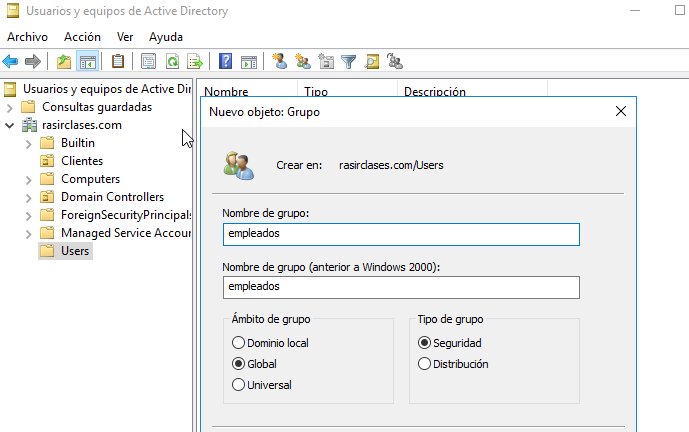 Usuarios y equipos de Active Directory
Archivo Acción Ver Ayuda
Usuarios y equipos de Active Dir
Consultas guardadas
rasirclases.com
Builtin
Clientes
Computers
Domain Controllers
ForeignSecurityPrincipals
Managed Service Accour
Users
Nombre Tipo Descripción
Nuevo objeto: Grupo
Crear en: rasirclases.com/Users
Nombre de grupo:
empleados
Nombre de grupo (anterior a Windows 2000):
empleados
Ámbito de grupo
Dominio local
Global
Universal
Tipo de grupo
Seguridad
Distribución